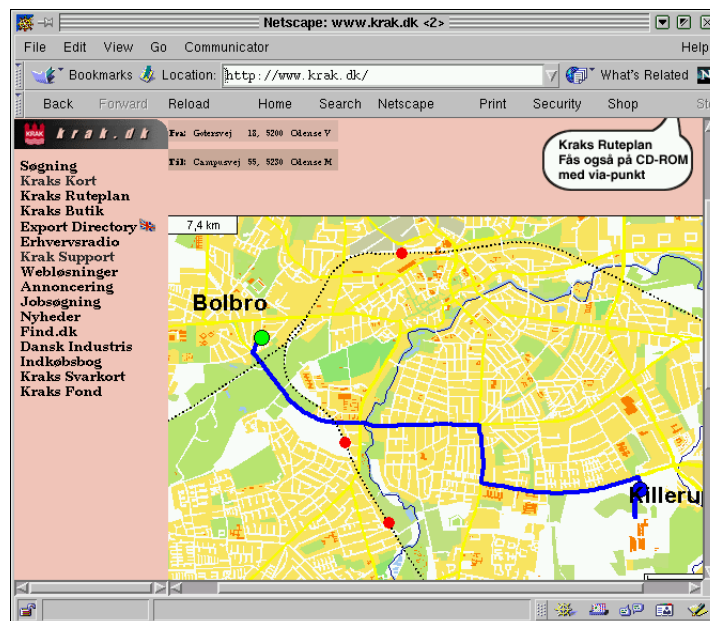 Netscape: www.krak.dk <2>
File Edit View Go Communicator Help
Bookmarks Location: http://www.krak.dk/ What's Related N
Back Forward Reload Home Search Netscape Print Security Shop St
KRAK krak.dk
Fra: Gotersvej 18, 5200 Odense V
Til: Campusvej 55, 5230 Odense M
Kraks Ruteplan
Fås også på CD-ROM
med via-punkt
Søgning
Kraks Kort
Kraks Ruteplan
Kraks Butik
Export Directory
Erhvervsradio
Krak Support
Webløsninger
Annoncering
Jobsøgning
Nyheder
Find.dk
Dansk Industris
Indkøbsbog
Kraks Svarkort
Kraks Fond
7,4 km
Bolbro
Killerup